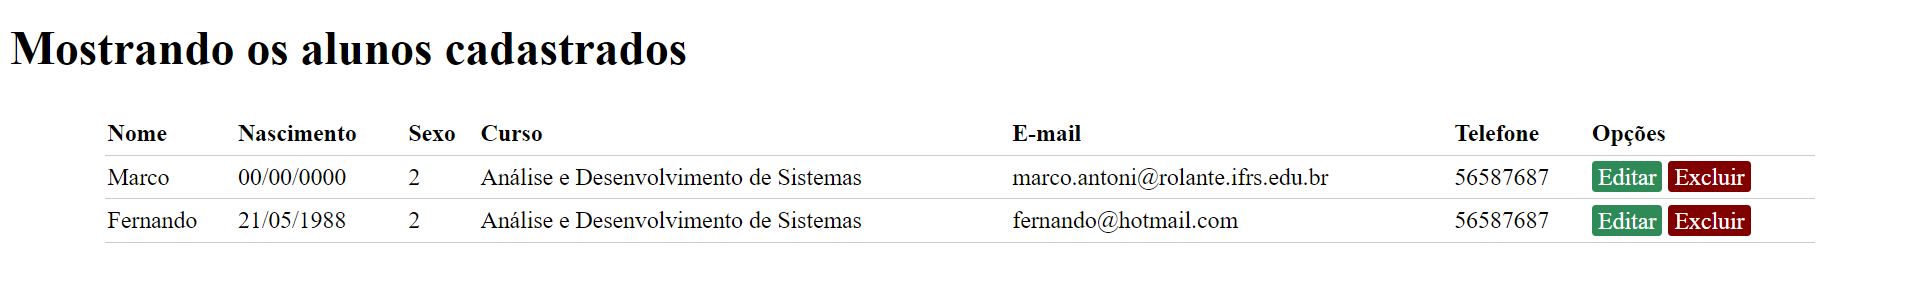 Mostrando os alunos cadastrados
Nome Nascimento Sexo Curso E-mail Telefone Opções
Marco 00/00/0000 2 Análise e Desenvolvimento de Sistemas marco.antoni@rolante.ifrs.edu.br 56587687 Editar Excluir
Fernando 21/05/1988 2 Análise e Desenvolvimento de Sistemas fernando@hotmail.com 56587687 Editar Excluir